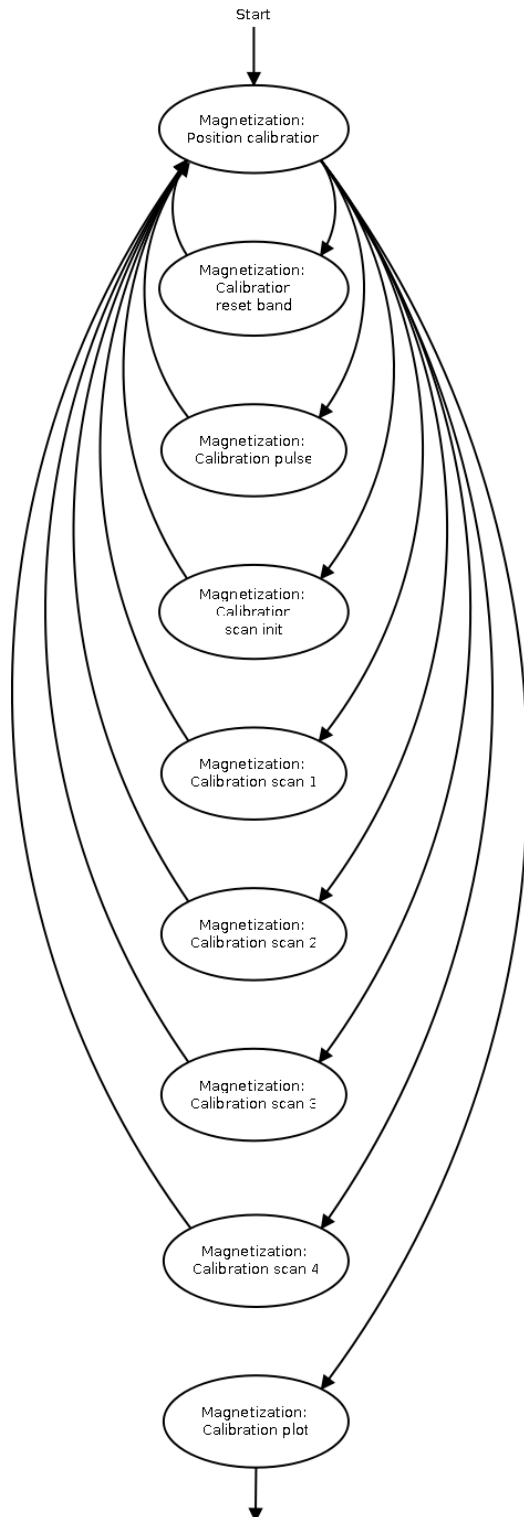 Start
Magnetization:
Position calibration
Magnetization:
Calibration
reset band
Magnetization:
Calibration pulse
Magnetization:
Calibration
scan init
Magnetization:
Calibration scan 1
Magnetization:
Calibration scan 2
Magnetization:
Calibration scan 3
Magnetization:
Calibration scan 4
Magnetization:
Calibration plot